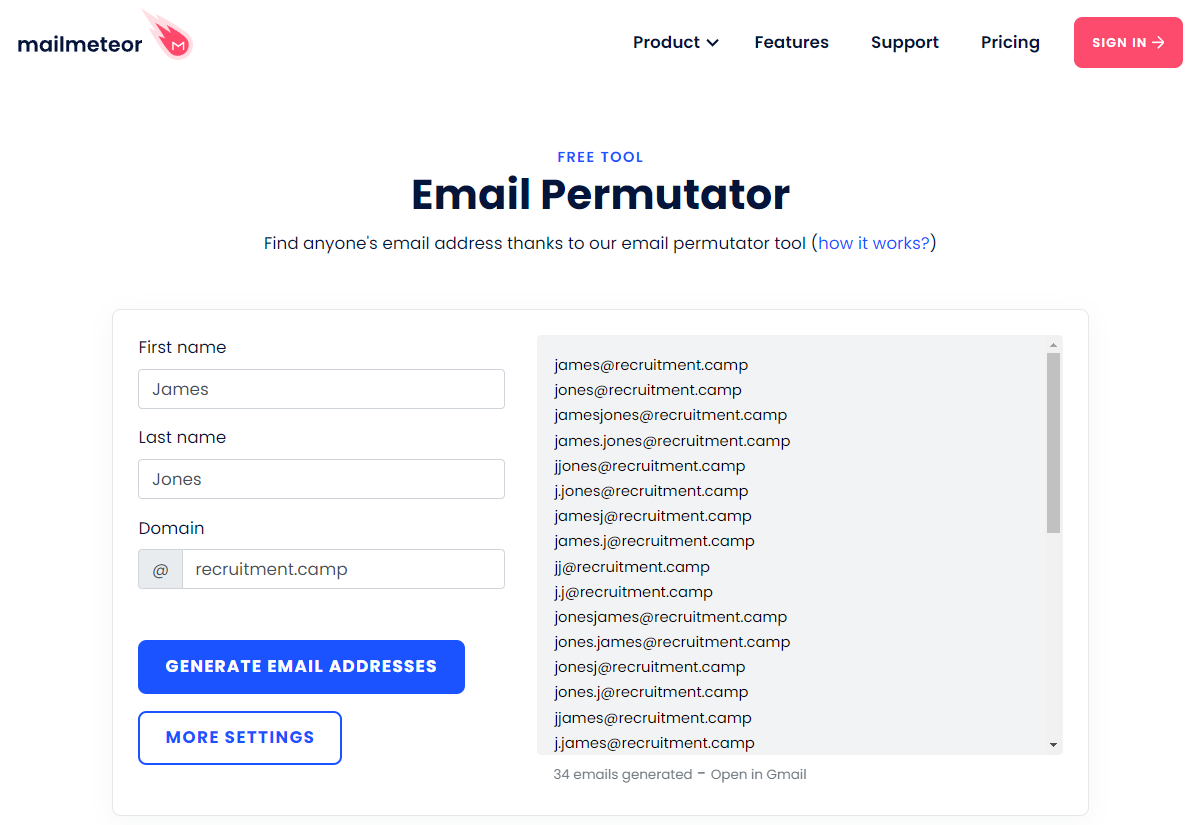 mailmeteor
Product
Features
Support
Pricing
SIGN IN →
FREE TOOL
Email Permutator
Find anyone's email address thanks to our email permutator tool (how it works?)
First name
James
Last name
Jones
Domain
@ recruitment.camp
GENERATE EMAIL ADDRESSES
MORE SETTINGS
james@recruitment.camp
jones@recruitment.camp
jamesjones@recruitment.camp
james.jones@recruitment.camp
jjones@recruitment.camp
j.jones@recruitment.camp
jamesj@recruitment.camp
james.j@recruitment.camp
jj@recruitment.camp
j.j@recruitment.camp
jonesjames@recruitment.camp
jones.james@recruitment.camp
jonesj@recruitment.camp
jones.j@recruitment.camp
jjames@recruitment.camp
j.james@recruitment.camp
34 emails generated – Open in Gmail